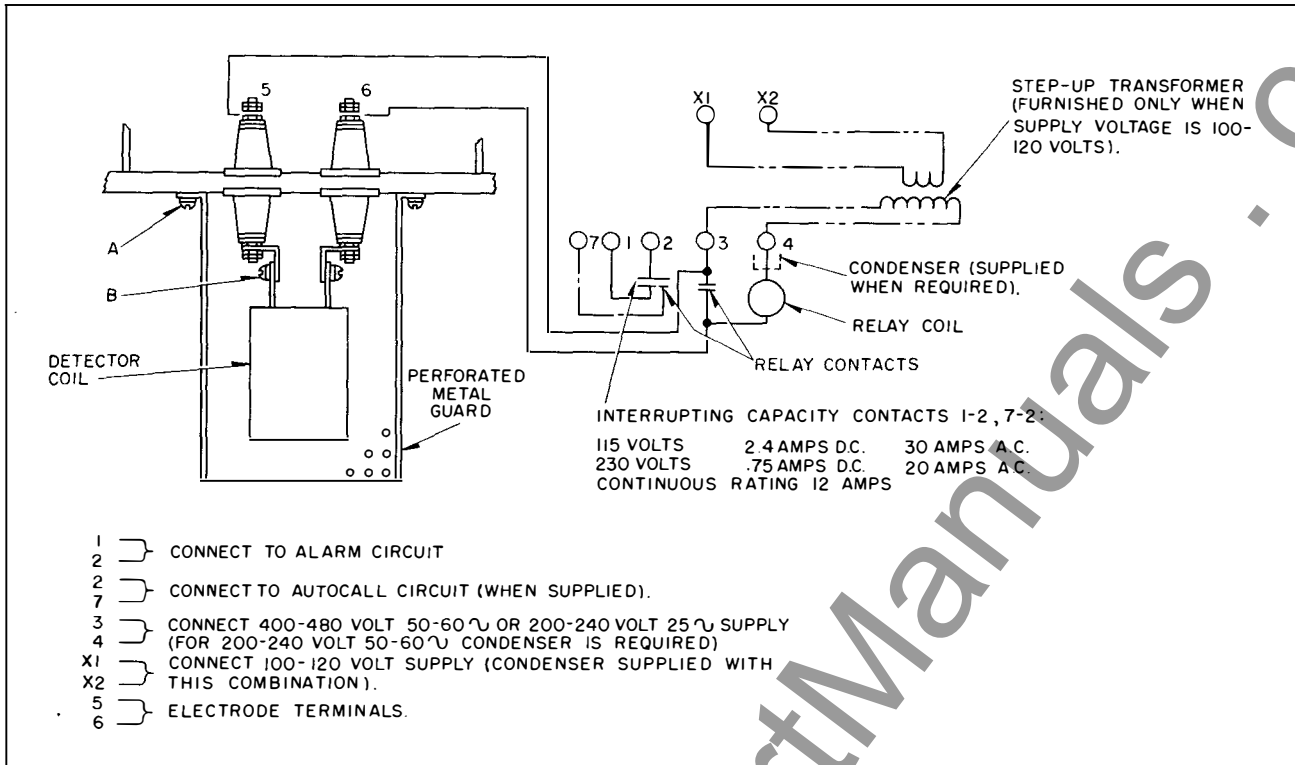 5
6
X1
X2
STEP-UP TRANSFORMER
(FURNISHED ONLY WHEN
SUPPLY VOLTAGE IS 100-
120 VOLTS).
A
B
7
1
2
3
4
CONDENSER (SUPPLIED
WHEN REQUIRED).
RELAY COIL
RELAY CONTACTS
DETECTOR
COIL
PERFORATED
METAL
GUARD
INTERRUPTING CAPACITY CONTACTS 1-2, 7-2:
115 VOLTS 2.4 AMPS D.C. 30 AMPS A.C.
230 VOLTS .75 AMPS D.C. 20 AMPS A.C.
CONTINUOUS RATING 12 AMPS
1
2 } CONNECT TO ALARM CIRCUIT
2
7 } CONNECT TO AUTOCALL CIRCUIT (WHEN SUPPLIED).
3 } CONNECT 400-480 VOLT 50-60 ∿ OR 200-240 VOLT 25 ∿ SUPPLY
4 (FOR 200-240 VOLT 50-60 ∿ CONDENSER IS REQUIRED)
X1 } CONNECT 100-120 VOLT SUPPLY (CONDENSER SUPPLIED WITH
X2 THIS COMBINATION).
5
6 } ELECTRODE TERMINALS.
rtManuals . c